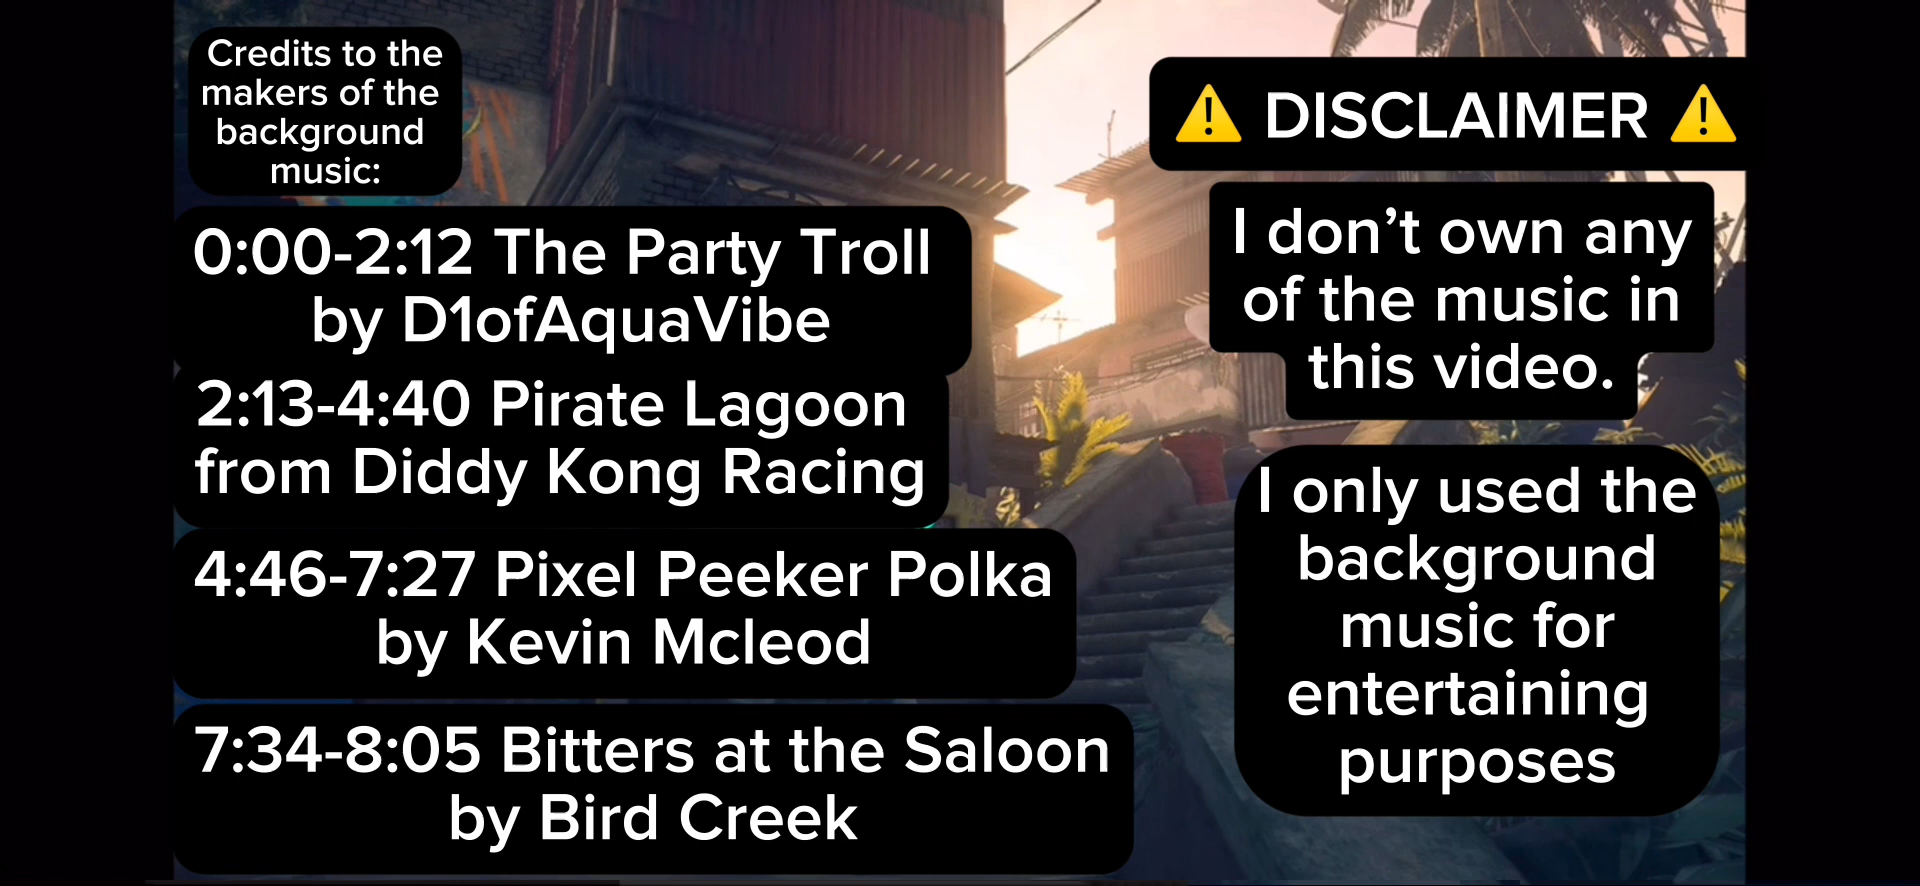 Credits to the
makers of the
background
music:
0:00-2:12 The Party Troll
by D1ofAquaVibe
2:13-4:40 Pirate Lagoon
from Diddy Kong Racing
4:46-7:27 Pixel Peeker Polka
by Kevin Mcleod
7:34-8:05 Bitters at the Saloon
by Bird Creek
⚠️ DISCLAIMER ⚠️
I don’t own any
of the music in
this video.
I only used the
background
music for
entertaining
purposes